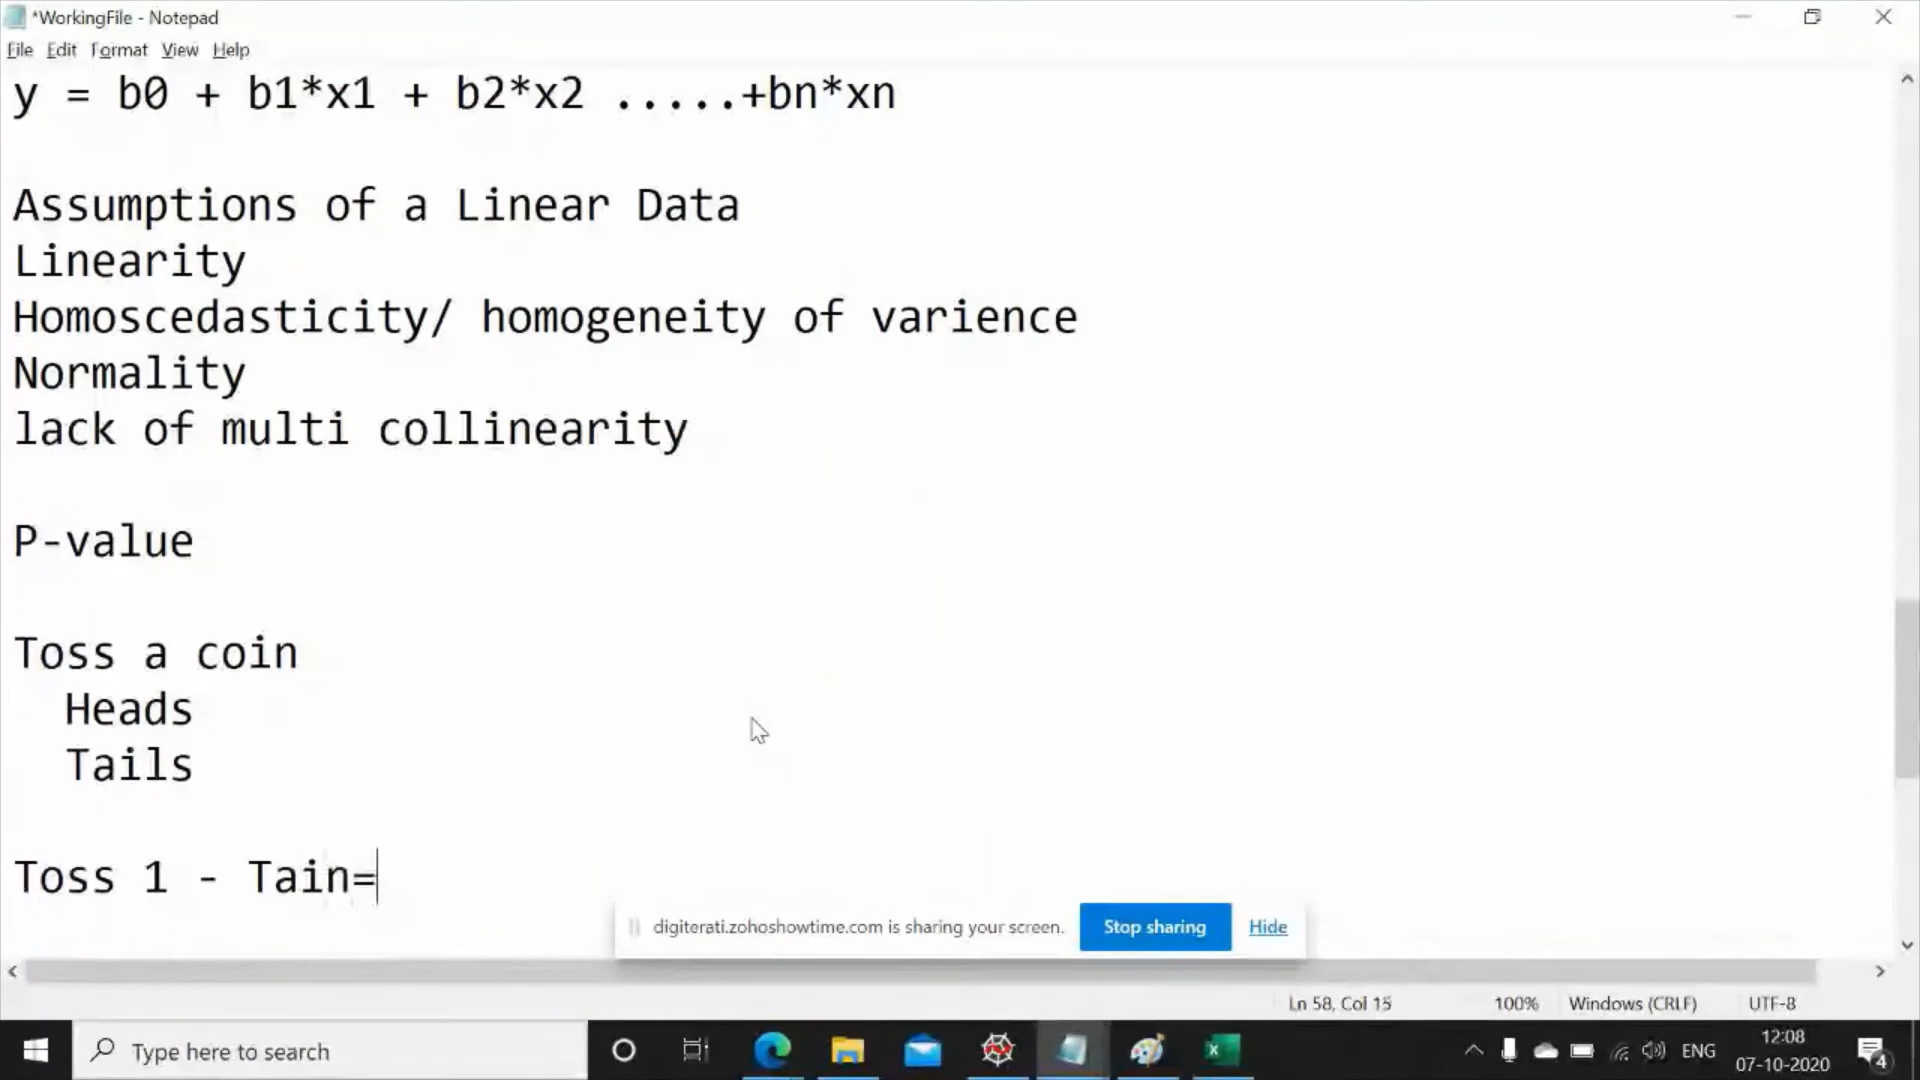 *WorkingFile - Notepad
File Edit Format View Help
y = b0 + b1*x1 + b2*x2 .....+bn*xn
Assumptions of a Linear Data
Linearity
Homoscedasticity/ homogeneity of varience
Normality
lack of multi collinearity
P-value
Toss a coin
Heads
Tails
Toss 1 - Tain=
digiterati.zohoshowtime.com is sharing your screen. Stop sharing Hide
Ln 58, Col 15 100% Windows (CRLF) UTF-8
Type here to search
ENG
12:08
07-10-2020
4